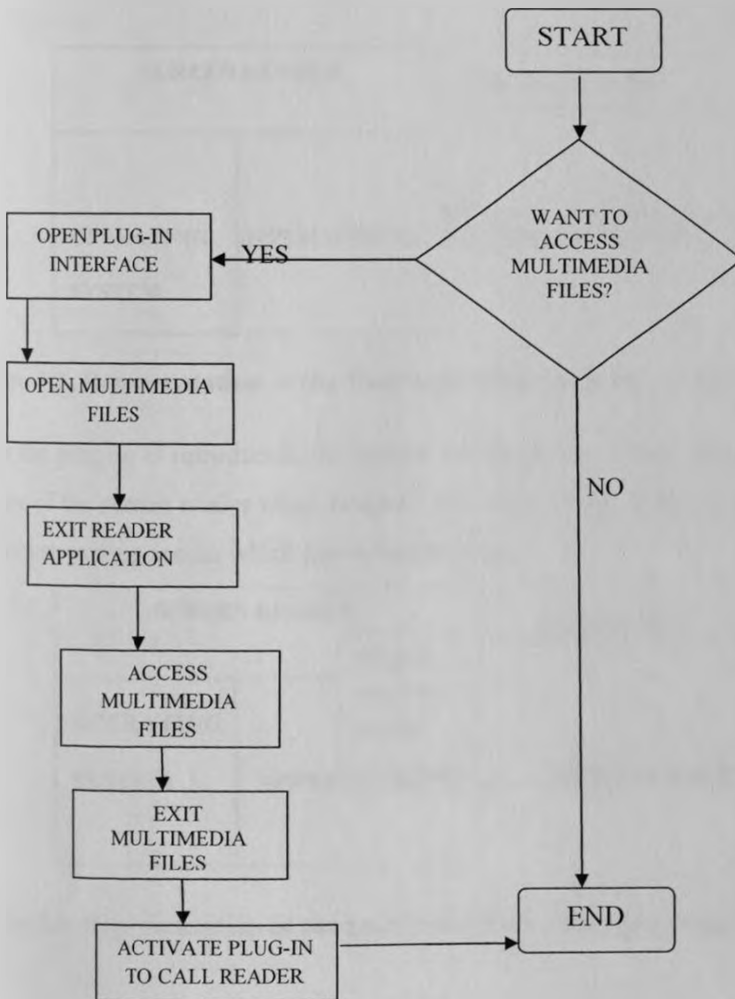 START
WANT TO
ACCESS
MULTIMEDIA
FILES?
YES
OPEN PLUG-IN
INTERFACE
OPEN MULTIMEDIA
FILES
NO
EXIT READER
APPLICATION
ACCESS
MULTIMEDIA
FILES
EXIT
MULTIMEDIA
FILES
ACTIVATE PLUG-IN
TO CALL READER
END